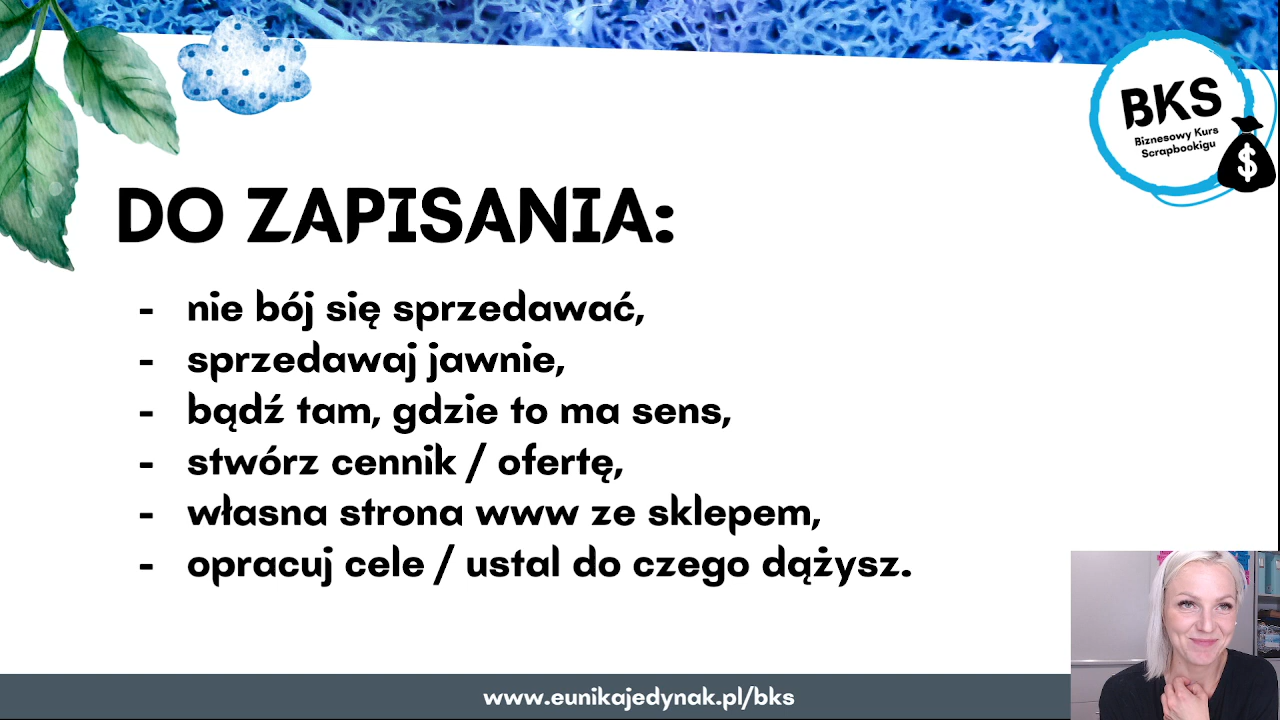 BKS
Biznesowy Kurs
Scrapbookigu
$
DO ZAPISANIA:
- nie bój się sprzedawać,
- sprzedawaj jawnie,
- bądź tam, gdzie to ma sens,
- stwórz cennik / ofertę,
- własna strona www ze sklepem,
- opracuj cele / ustal do czego dążysz.
www.eunikajedynak.pl/bks